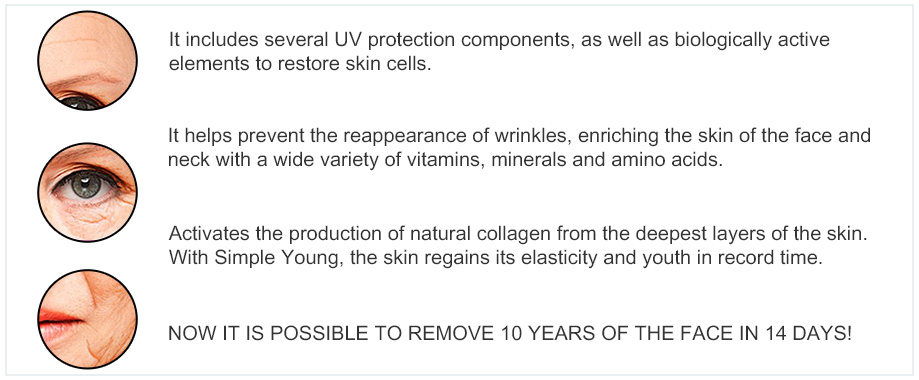 It includes several UV protection components, as well as biologically active
elements to restore skin cells.
It helps prevent the reappearance of wrinkles, enriching the skin of the face and
neck with a wide variety of vitamins, minerals and amino acids.
Activates the production of natural collagen from the deepest layers of the skin.
With Simple Young, the skin regains its elasticity and youth in record time.
NOW IT IS POSSIBLE TO REMOVE 10 YEARS OF THE FACE IN 14 DAYS!